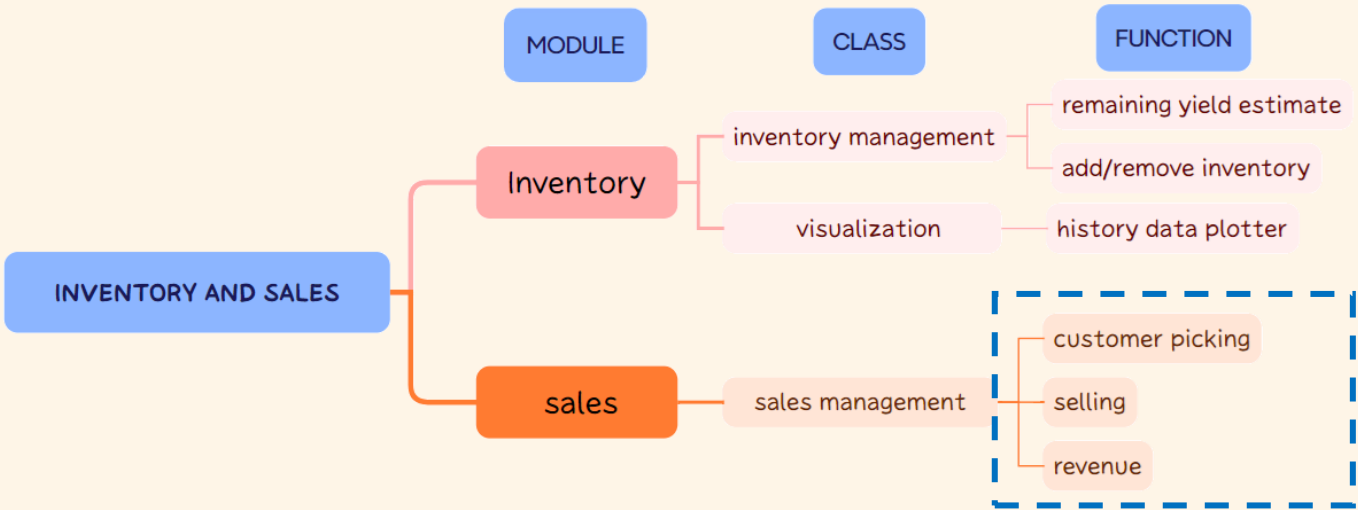 MODULE
CLASS
FUNCTION
remaining yield estimate
inventory management
add/remove inventory
Inventory
visualization
history data plotter
INVENTORY AND SALES
customer picking
sales
sales management
selling
revenue